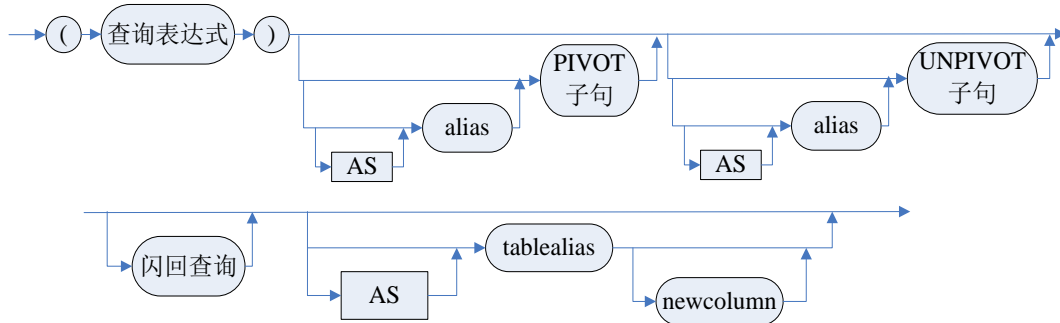 ( 查询表达式 )
PIVOT
子句
UNPIVOT
子句
alias
alias
AS
AS
闪回查询
tablealias
AS
newcolumn